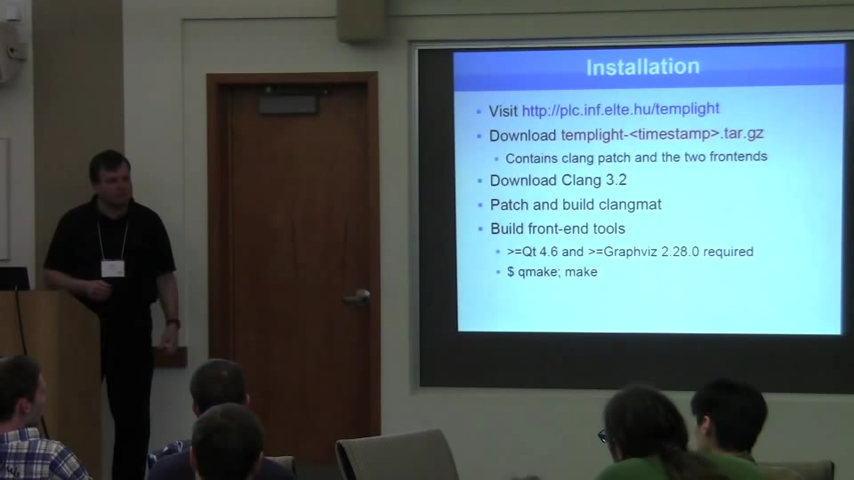 Installation
Visit http://plc.inf.elte.hu/templight
Download templight-<timestamp>.tar.gz
Contains clang patch and the two frontends
Download Clang 3.2
Patch and build clangmat
Build front-end tools
>=Qt 4.6 and >=Graphviz 2.28.0 required
$ qmake; make